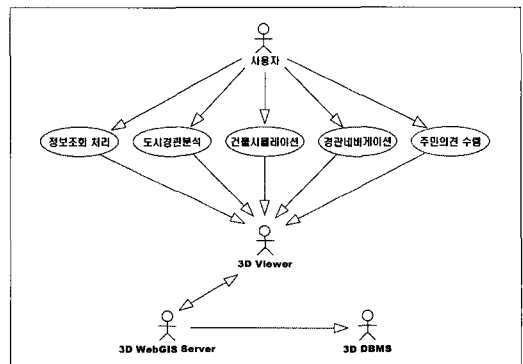 사용자
정보조회 처리
도시경관분석
건물시뮬레이션
경관네비게이션
주민의견 수렴
3D Viewer
3D WebGIS Server
3D DBMS